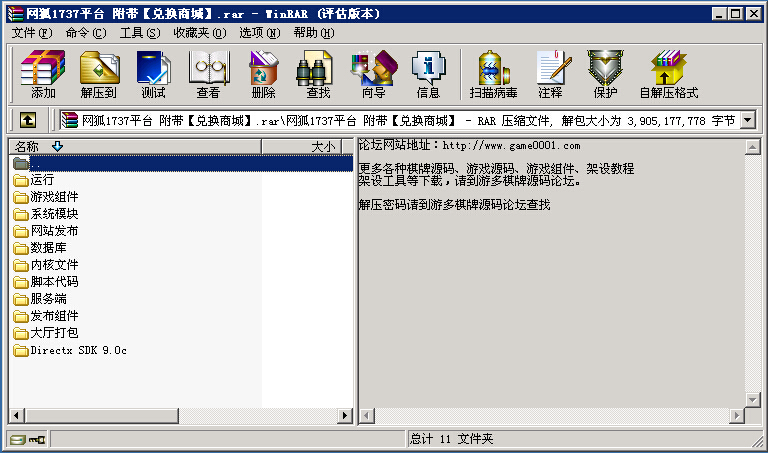 网狐1737平台 附带【兑换商城】.rar - WinRAR (评估版本)
文件(F) 命令(C) 工具(S) 收藏夹(O) 选项(N) 帮助(H)
添加 解压到 测试 查看 删除 查找 向导 信息 扫描病毒 注释 保护 自解压格式
网狐1737平台 附带【兑换商城】.rar\网狐1737平台 附带【兑换商城】 - RAR 压缩文件, 解包大小为 3,905,177,778 字节
名称 大小
..
运行
游戏组件
系统模块
网站发布
数据库
内核文件
脚本代码
服务端
发布组件
大厅打包
Directx SDK 9.0c
论坛网站地址：http://www.game0001.com
更多各种棋牌源码、游戏源码、游戏组件、架设教程
架设工具等下载，请到游多棋牌源码论坛。
解压密码请到游多棋牌源码论坛查找
总计 11 文件夹